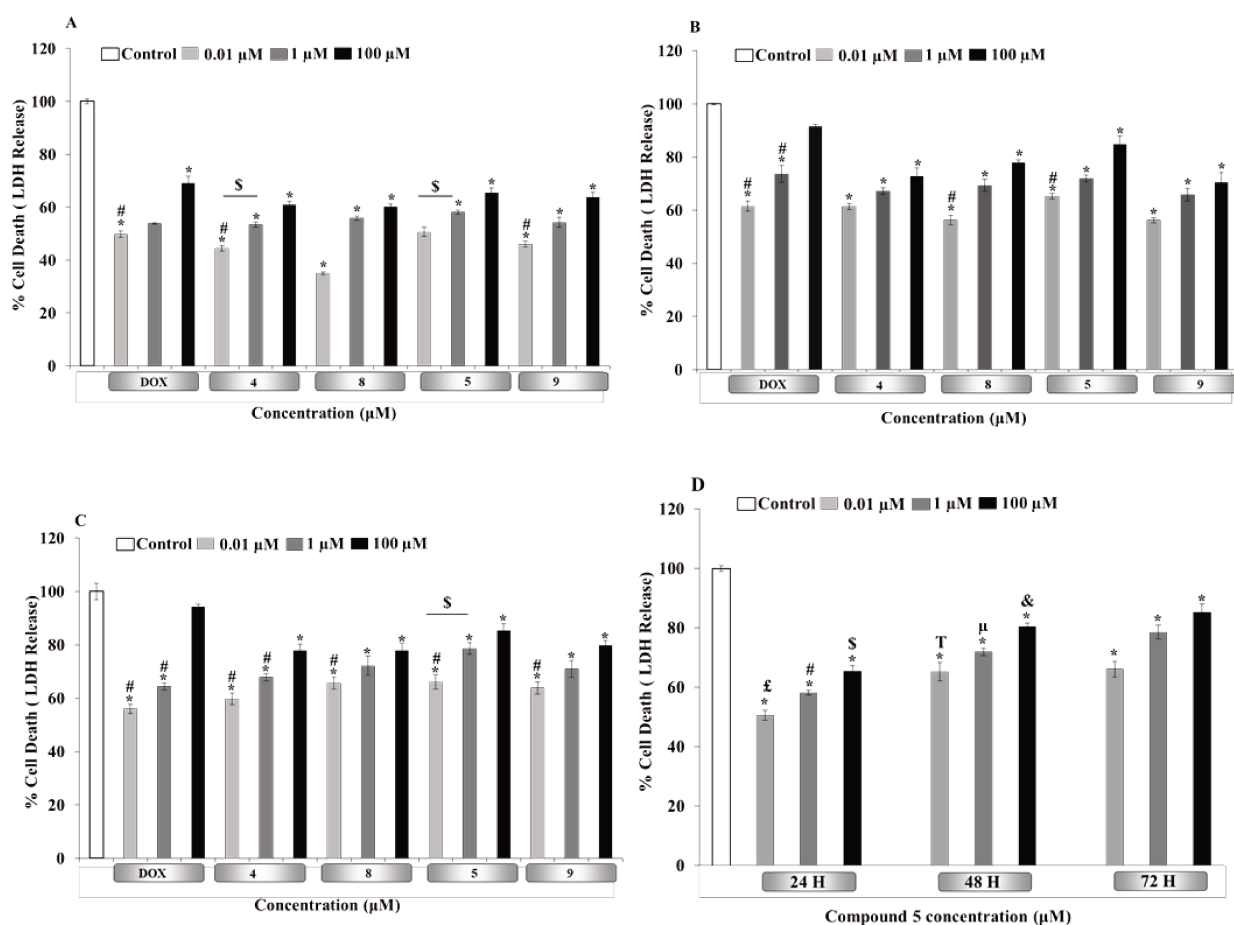 A
% Cell Death ( LDH Release)
120
100
80
60
40
20
0
Control 0.01 µM 1 µM 100 µM
# * * # * $ * * * * * $ * * # * * *
DOX 4 8 5 9
Concentration (µM)
B
% Cell Death ( LDH Release)
120
100
80
60
40
20
0
Control 0.01 µM 1 µM 100 µM
# * # * * * * # * * * # * * * * * *
DOX 4 8 5 9
Concentration (µM)
C
% Cell Death ( LDH Release)
120
100
80
60
40
20
0
Control 0.01 µM 1 µM 100 µM
# * # * # * # * * # * * * # * $ * * # * * *
DOX 4 8 5 9
Concentration (µM)
D
% Cell Death ( LDH Release)
120
100
80
60
40
20
0
Control 0.01 µM 1 µM 100 µM
£ * # * $ * T * µ * & * * * *
24 H 48 H 72 H
Compound 5 concentration (µM)